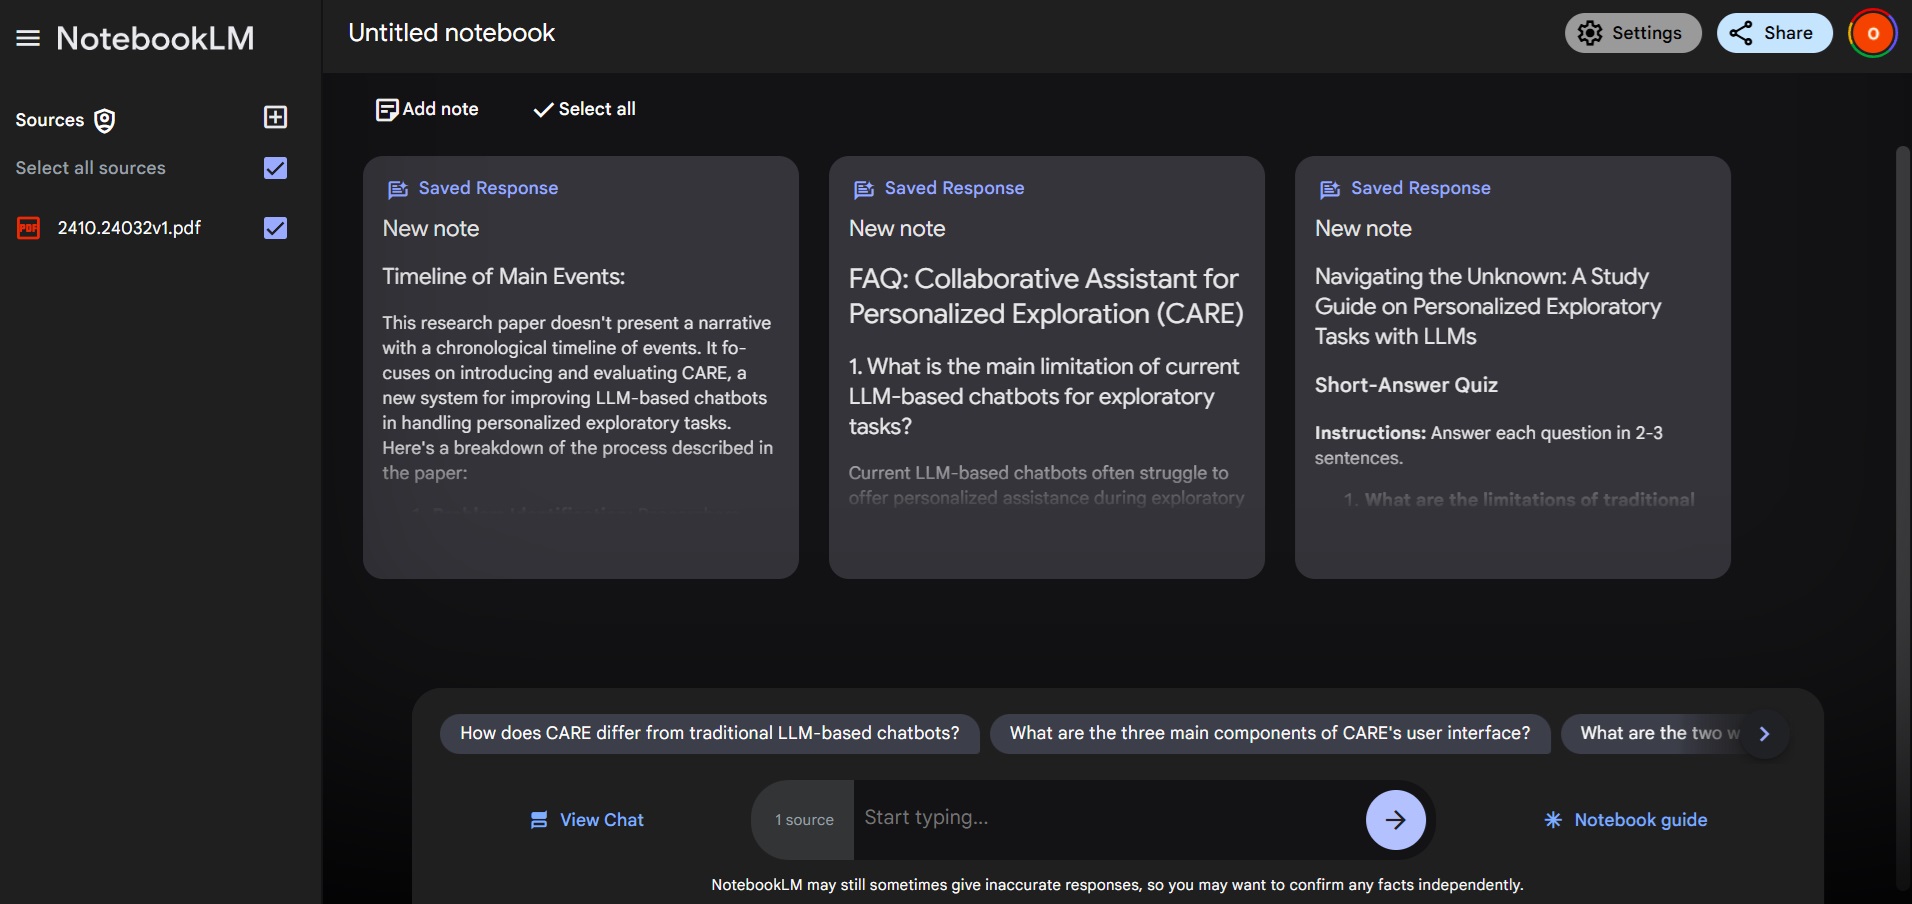 NotebookLM
Untitled notebook
Settings
Share
O
Sources
Select all sources
PDF
2410.24032v1.pdf
Add note
Select all
Saved Response
New note
Timeline of Main Events:
This research paper doesn't present a narrative
with a chronological timeline of events. It fo-
cuses on introducing and evaluating CARE, a
new system for improving LLM-based chatbots
in handling personalized exploratory tasks.
Here's a breakdown of the process described in
the paper:
Saved Response
New note
FAQ: Collaborative Assistant for
Personalized Exploration (CARE)
1. What is the main limitation of current
LLM-based chatbots for exploratory
tasks?
Current LLM-based chatbots often struggle to
offer personalized assistance during exploratory
Saved Response
New note
Navigating the Unknown: A Study
Guide on Personalized Exploratory
Tasks with LLMs
Short-Answer Quiz
Instructions: Answer each question in 2-3
sentences.
1. What are the limitations of traditional
How does CARE differ from traditional LLM-based chatbots?
What are the three main components of CARE's user interface?
What are the two w
View Chat
1 source
Start typing...
Notebook guide
NotebookLM may still sometimes give inaccurate responses, so you may want to confirm any facts independently.